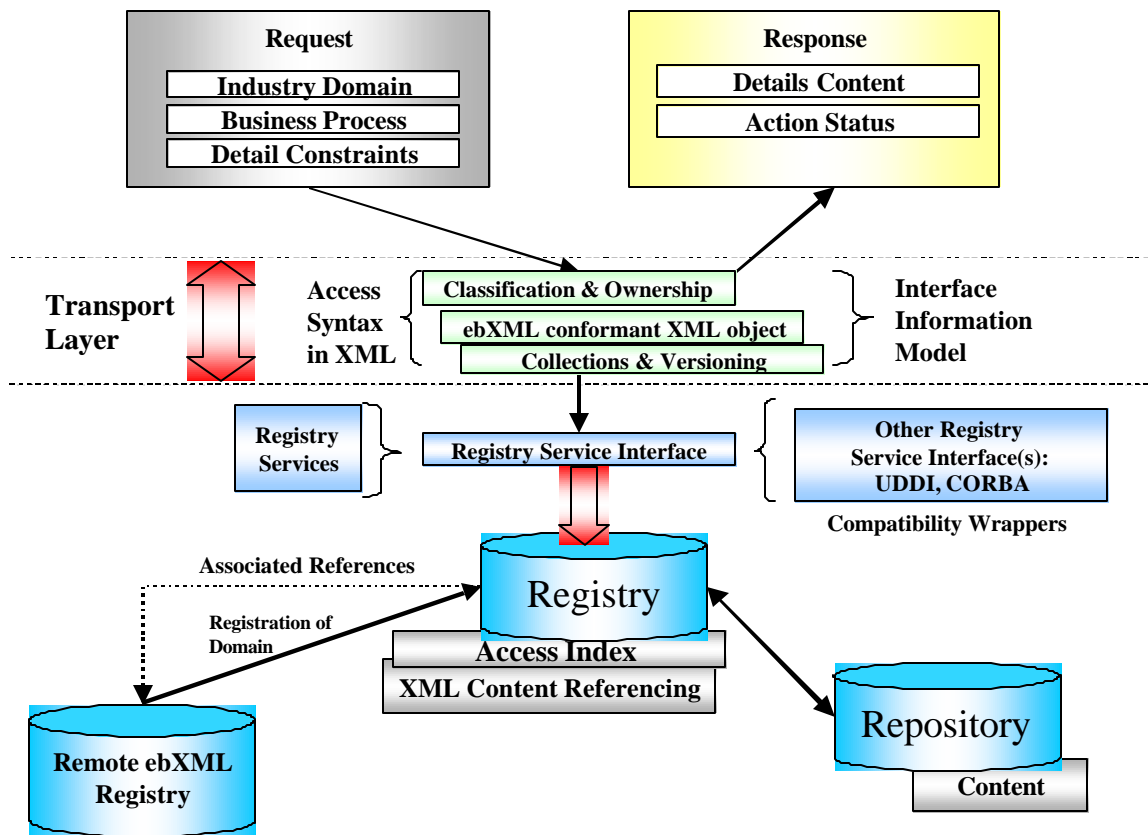 Request
Industry Domain
Business Process
Detail Constraints
Response
Details Content
Action Status
Transport
Layer
Access
Syntax
in XML
Classification & Ownership
ebXML conformant XML object
Collections & Versioning
Interface
Information
Model
Registry
Services
Registry Service Interface
Other Registry
Service Interface(s):
UDDI, CORBA
Compatibility Wrappers
Associated References
Registration of
Domain
Registry
Access Index
XML Content Referencing
Remote ebXML
Registry
Repository
Content